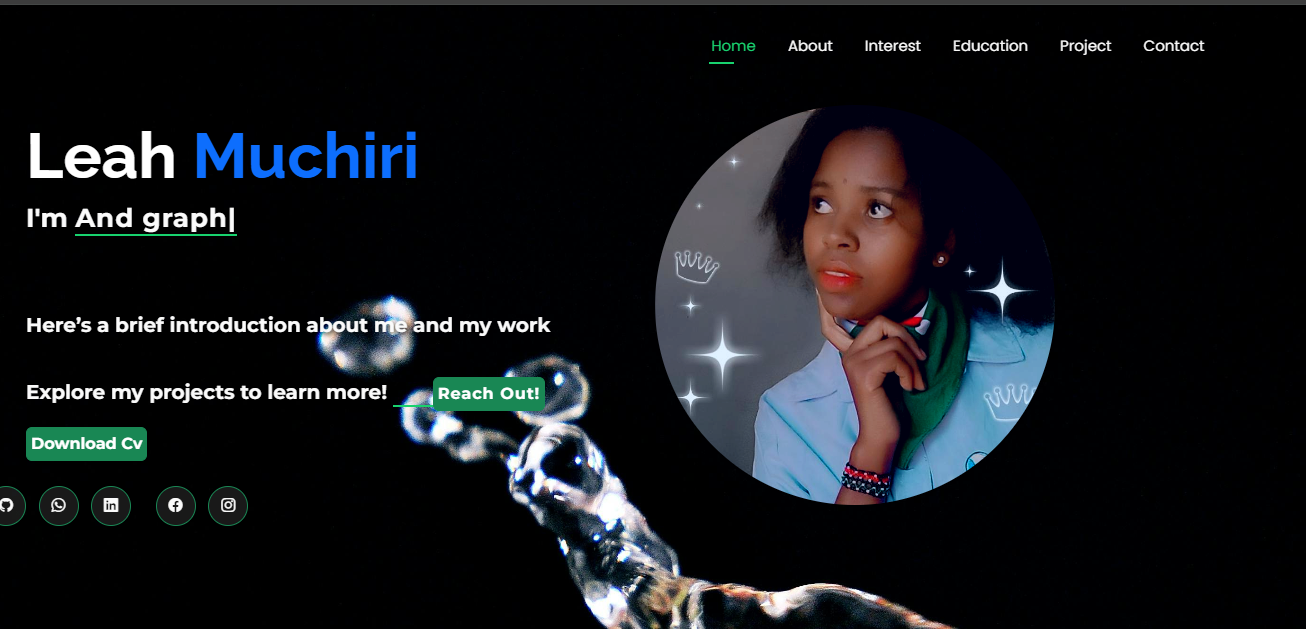 Home About Interest Education Project Contact
Leah Muchiri
I'm And graph|
Here’s a brief introduction about me and my work
Explore my projects to learn more! Reach Out!
Download Cv